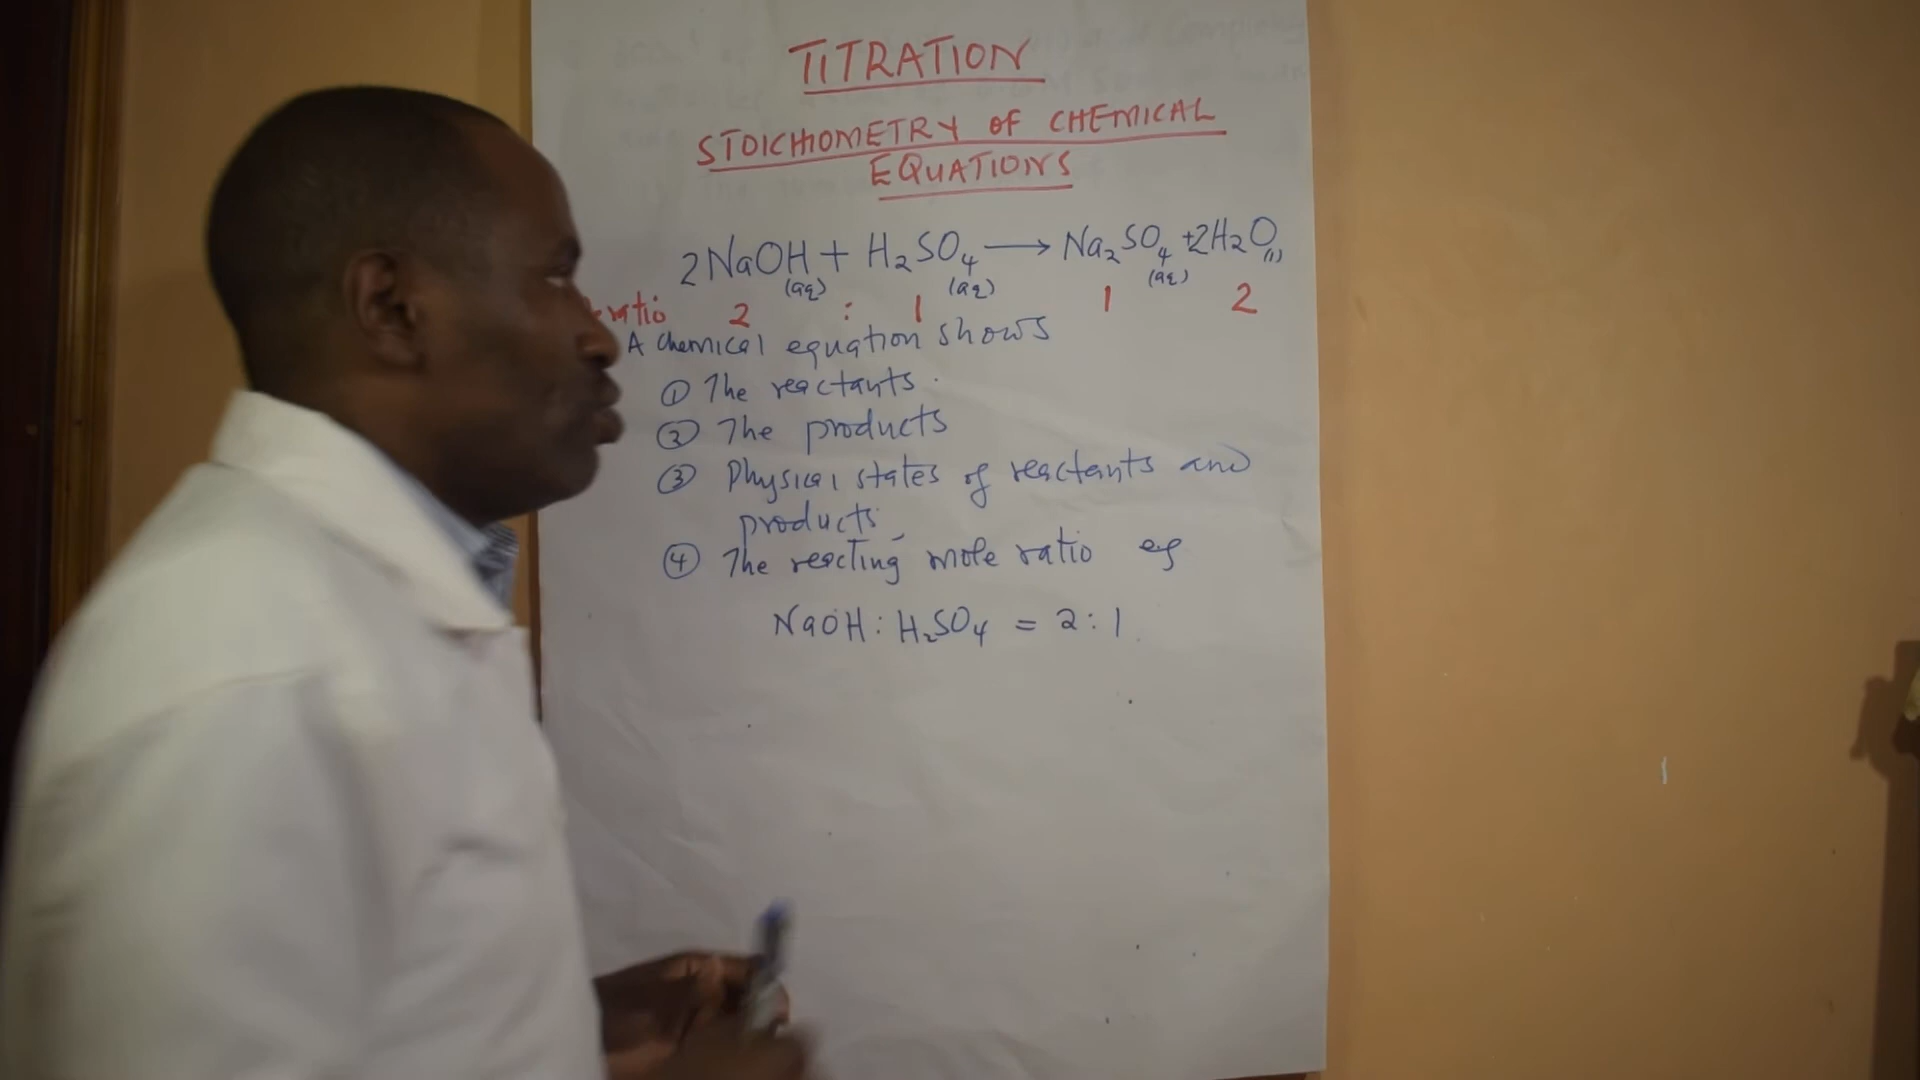 TITRATION
STOICHIOMETRY OF CHEMICAL
EQUATIONS
2NaOH(aq) + H₂SO₄(aq) ⟶ Na₂SO₄(aq) + 2H₂O(l)
ratio 2 : 1 1 2
A chemical equation shows
① The reactants.
② The products
③ Physical states of reactants and
products
④ The reacting mole ratio eg
NaOH : H₂SO₄ = 2 : 1